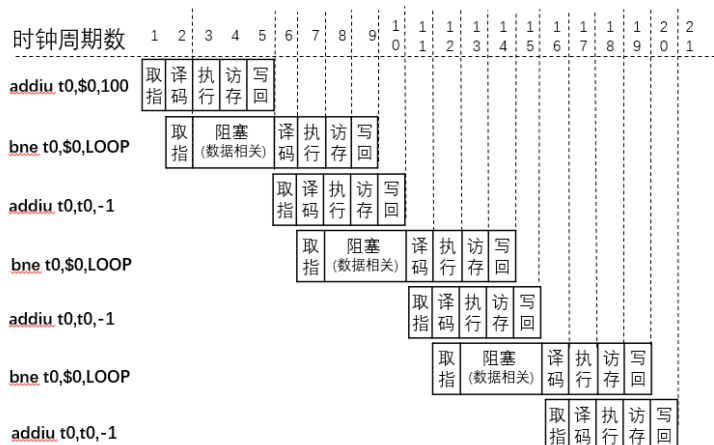 时钟周期数 1 2 3 4 5 6 7 8 9 10 11 12 13 14 15 16 17 18 19 20 21
addiu t0,$0,100 取指 译码 执行 访存 写回
bne t0,$0,LOOP 取指 阻塞(数据相关) 译码 执行 访存 写回
addiu t0,t0,-1 取指 译码 执行 访存 写回
bne t0,$0,LOOP 取指 阻塞(数据相关) 译码 执行 访存 写回
addiu t0,t0,-1 取指 译码 执行 访存 写回
bne t0,$0,LOOP 取指 阻塞(数据相关) 译码 执行 访存 写回
addiu t0,t0,-1 取指 译码 执行 访存 写回